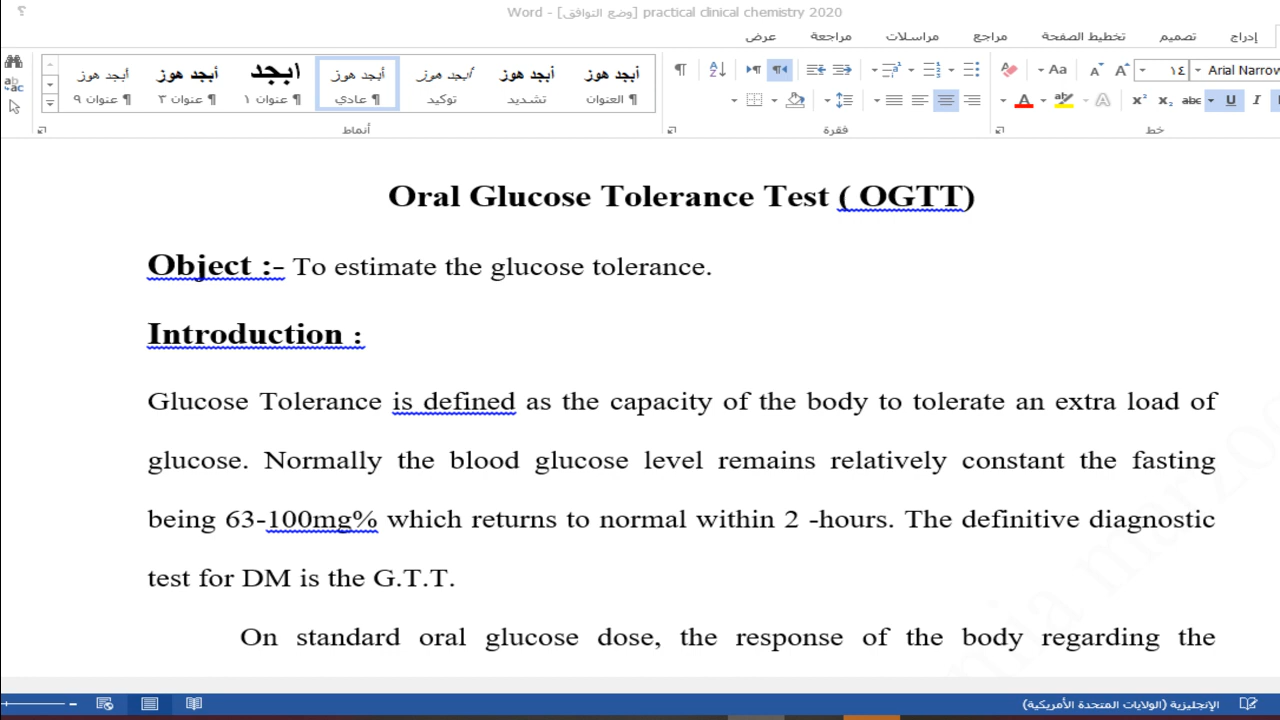 practical clinical chemistry 2020 [وضع التوافق] - Word
؟
إدراج تصميم تخطيط الصفحة مراجع مراسلات مراجعة عرض
Arial Narrow ١٤ Aa
أبجد هوز أبجد هوز أبجد هوز أبجد هوز ابجد أبجد هوز أبجد هوز
العنوان ¶ تشديد توكيد عادي ¶ عنوان ١ ¶ عنوان ٣ ¶ عنوان ٩ ¶
خط فقرة أنماط
Oral Glucose Tolerance Test ( OGTT)
Object :- To estimate the glucose tolerance.
Introduction :
Glucose Tolerance is defined as the capacity of the body to tolerate an extra load of
glucose. Normally the blood glucose level remains relatively constant the fasting
being 63-100mg% which returns to normal within 2 -hours. The definitive diagnostic
test for DM is the G.T.T.
On standard oral glucose dose, the response of the body regarding the
الإنجليزية (الولايات المتحدة الأمريكية)